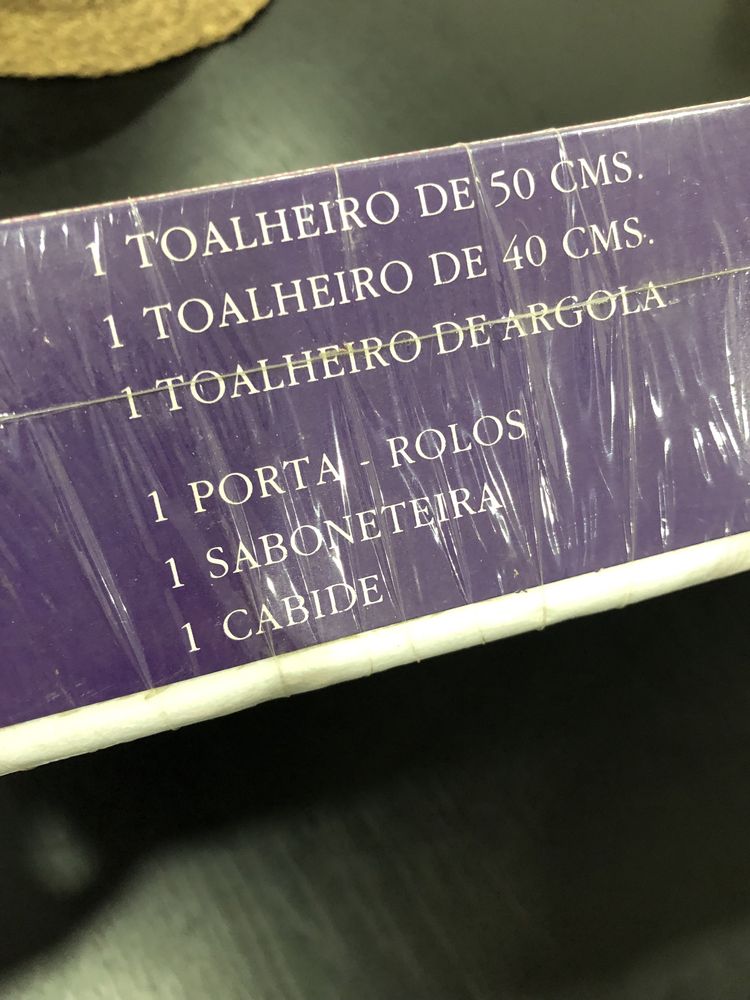 1 TOALHEIRO DE 50 CMS.
1 TOALHEIRO DE 40 CMS.
1 TOALHEIRO DE ARGOLA
1 PORTA - ROLOS
1 SABONETEIRA
1 CABIDE